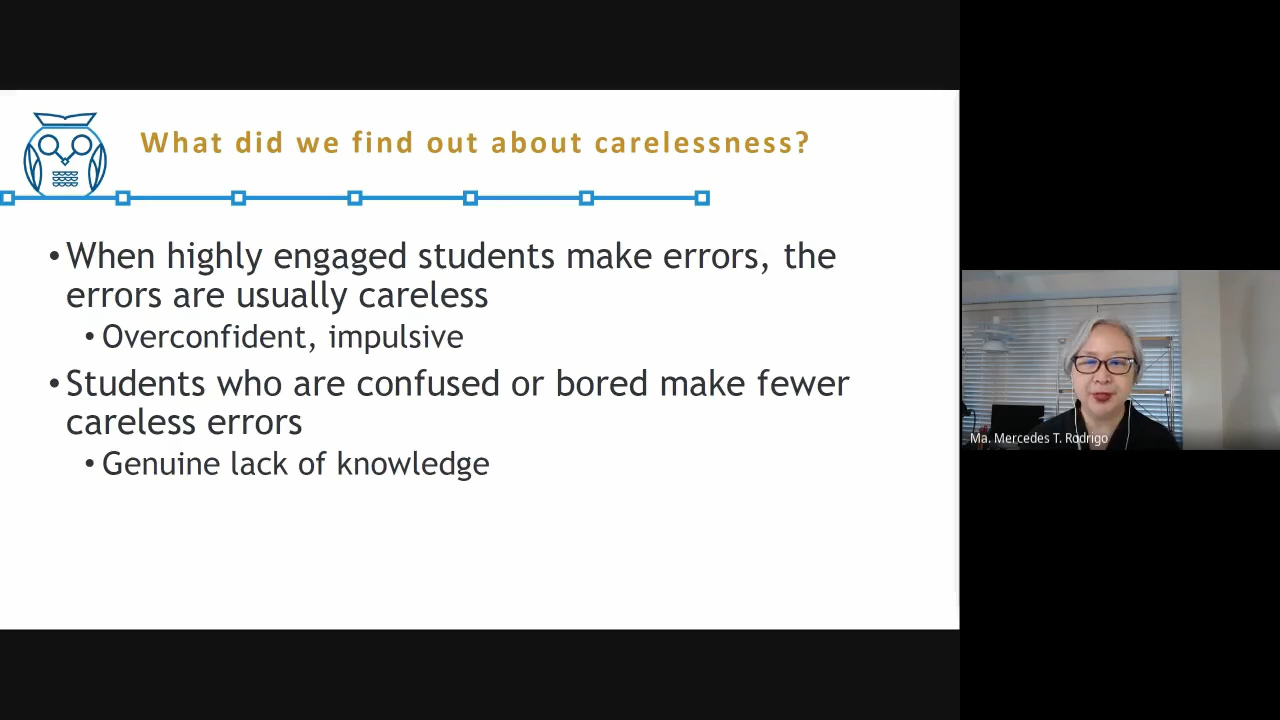 What did we find out about carelessness?
•When highly engaged students make errors, the
errors are usually careless
•Overconfident, impulsive
•Students who are confused or bored make fewer
careless errors
•Genuine lack of knowledge
Ma. Mercedes T. Rodrigo